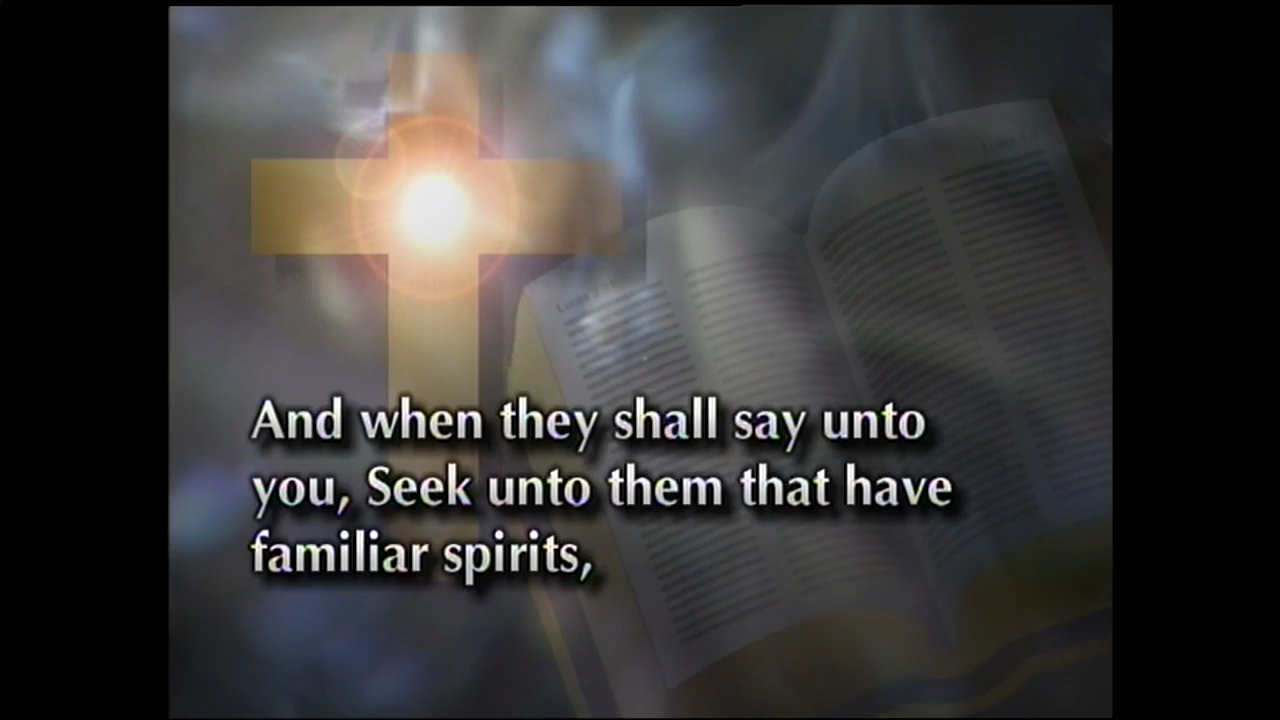 And when they shall say unto
you, Seek unto them that have
familiar spirits,